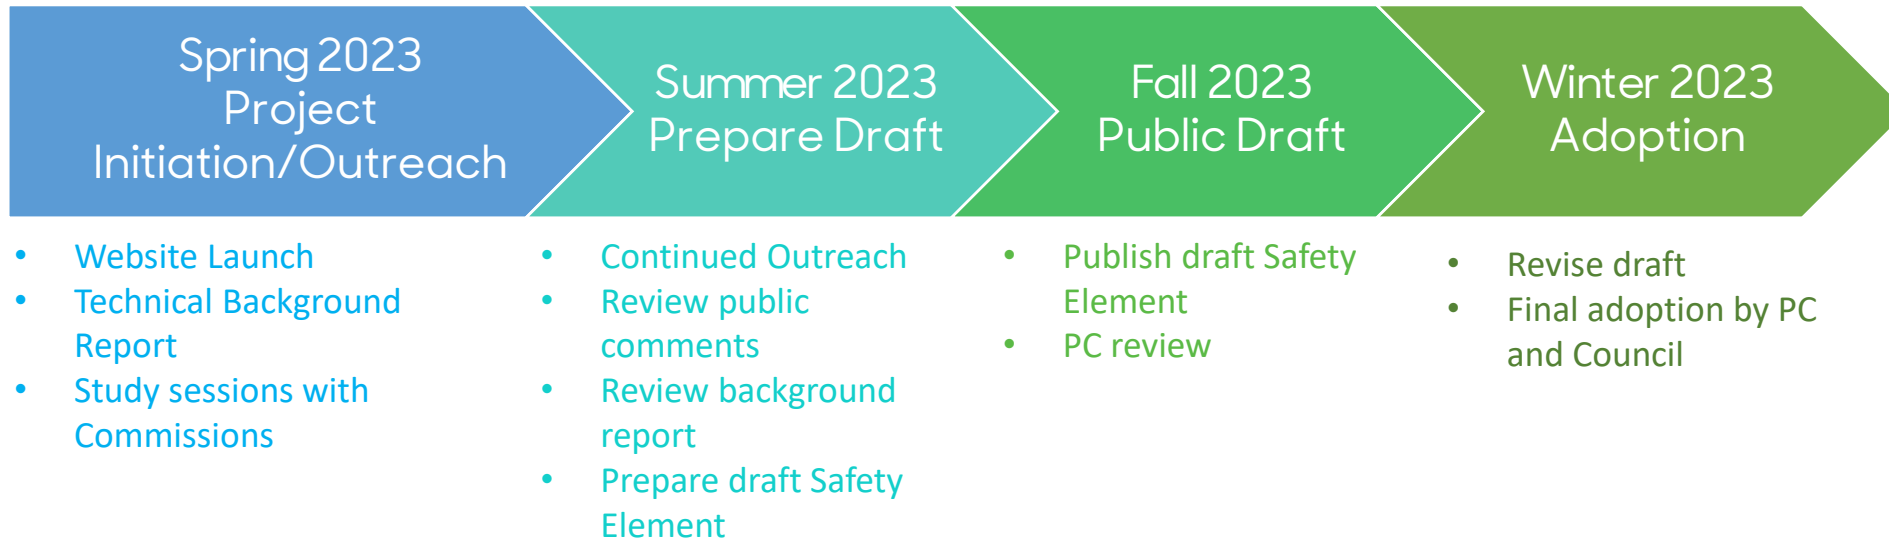 Spring 2023
Project
Initiation/Outreach
Summer 2023
Prepare Draft
Fall 2023
Public Draft
Winter 2023
Adoption
• Website Launch
• Technical Background
Report
• Study sessions with
Commissions
• Continued Outreach
• Review public
comments
• Review background
report
• Prepare draft Safety
Element
• Publish draft Safety
Element
• PC review
• Revise draft
• Final adoption by PC
and Council